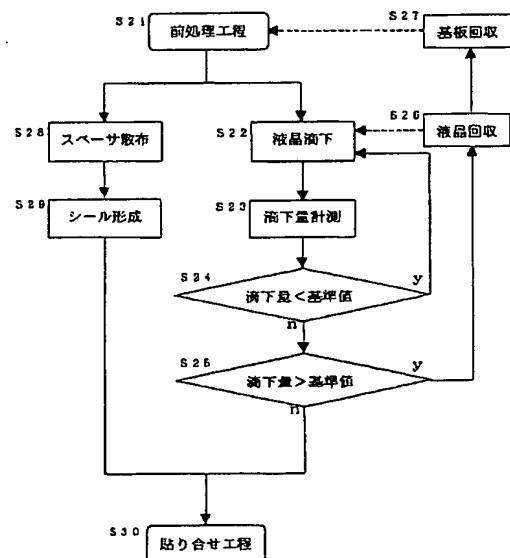 S21
前処理工程
S27
基板回収
S28
スペーサ散布
S22
液晶滴下
S26
液晶回収
S29
シール形成
S23
滴下量計測
S24
滴下量<基準値
y
n
S25
滴下量>基準値
y
n
S30
貼り合せ工程